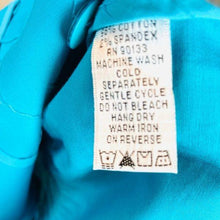 % COTTON
2% SPANDEX
RN 90133
MACHINE WASH
COLD
SEPARATELY
GENTLE CYCLE
DO NOT BLEACH
HANG DRY
WARM IRON
ON REVERSE